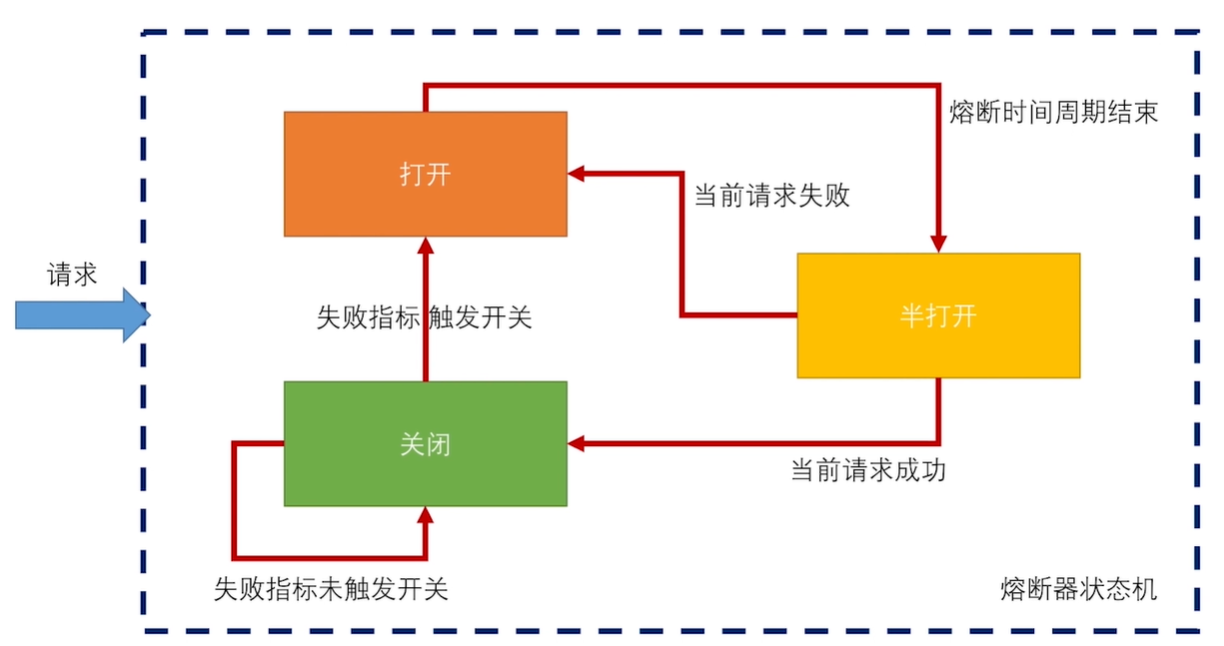 熔断时间周期结束
打开
当前请求失败
请求
失败指标 触发开关
半打开
关闭
当前请求成功
失败指标未触发开关
熔断器状态机